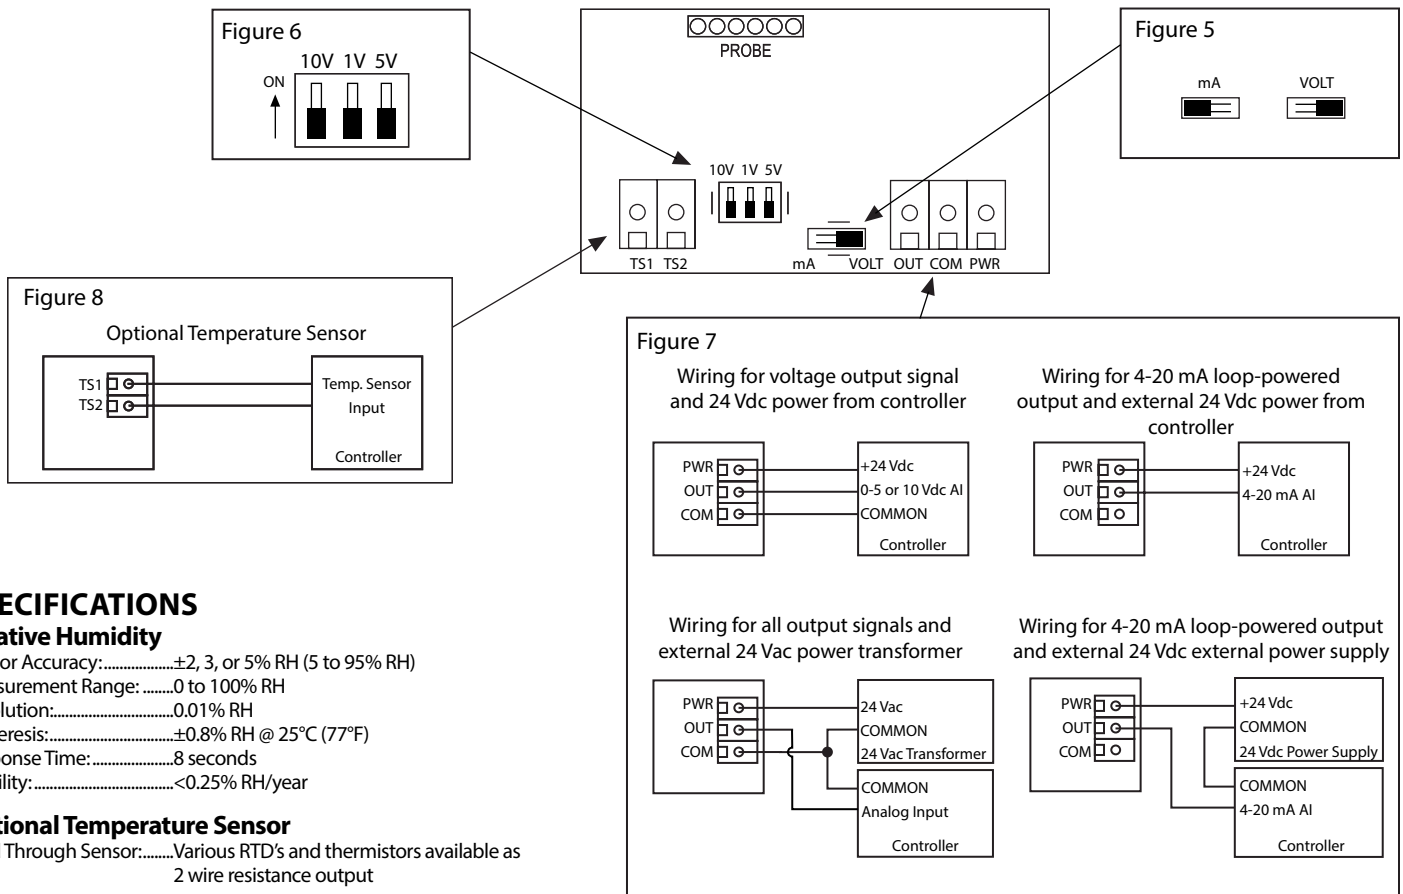 Figure 6
10V 1V 5V
ON
PROBE
10V 1V 5V
TS1 TS2
mA VOLT OUT COM PWR
Figure 5
mA VOLT
Figure 8
Optional Temperature Sensor
TS1
TS2
Temp. Sensor
Input
Controller
Figure 7
Wiring for voltage output signal
and 24 Vdc power from controller
PWR
OUT
COM
+24 Vdc
0-5 or 10 Vdc AI
COMMON
Controller
Wiring for 4-20 mA loop-powered
output and external 24 Vdc power from
controller
PWR
OUT
COM
+24 Vdc
4-20 mA AI
Controller
Wiring for all output signals and
external 24 Vac power transformer
PWR
OUT
COM
24 Vac
COMMON
24 Vac Transformer
COMMON
Analog Input
Controller
Wiring for 4-20 mA loop-powered output
and external 24 Vdc external power supply
PWR
OUT
COM
+24 Vdc
COMMON
24 Vdc Power Supply
COMMON
4-20 mA AI
Controller
ECIFICATIONS
ative Humidity
or Accuracy:...................±2, 3, or 5% RH (5 to 95% RH)
surement Range: ........0 to 100% RH
lution:.................................0.01% RH
eresis:..................................±0.8% RH @ 25°C (77°F)
onse Time:......................8 seconds
ility:......................................<0.25% RH/year
tional Temperature Sensor
l Through Sensor:........Various RTD's and thermistors available as
2 wire resistance output